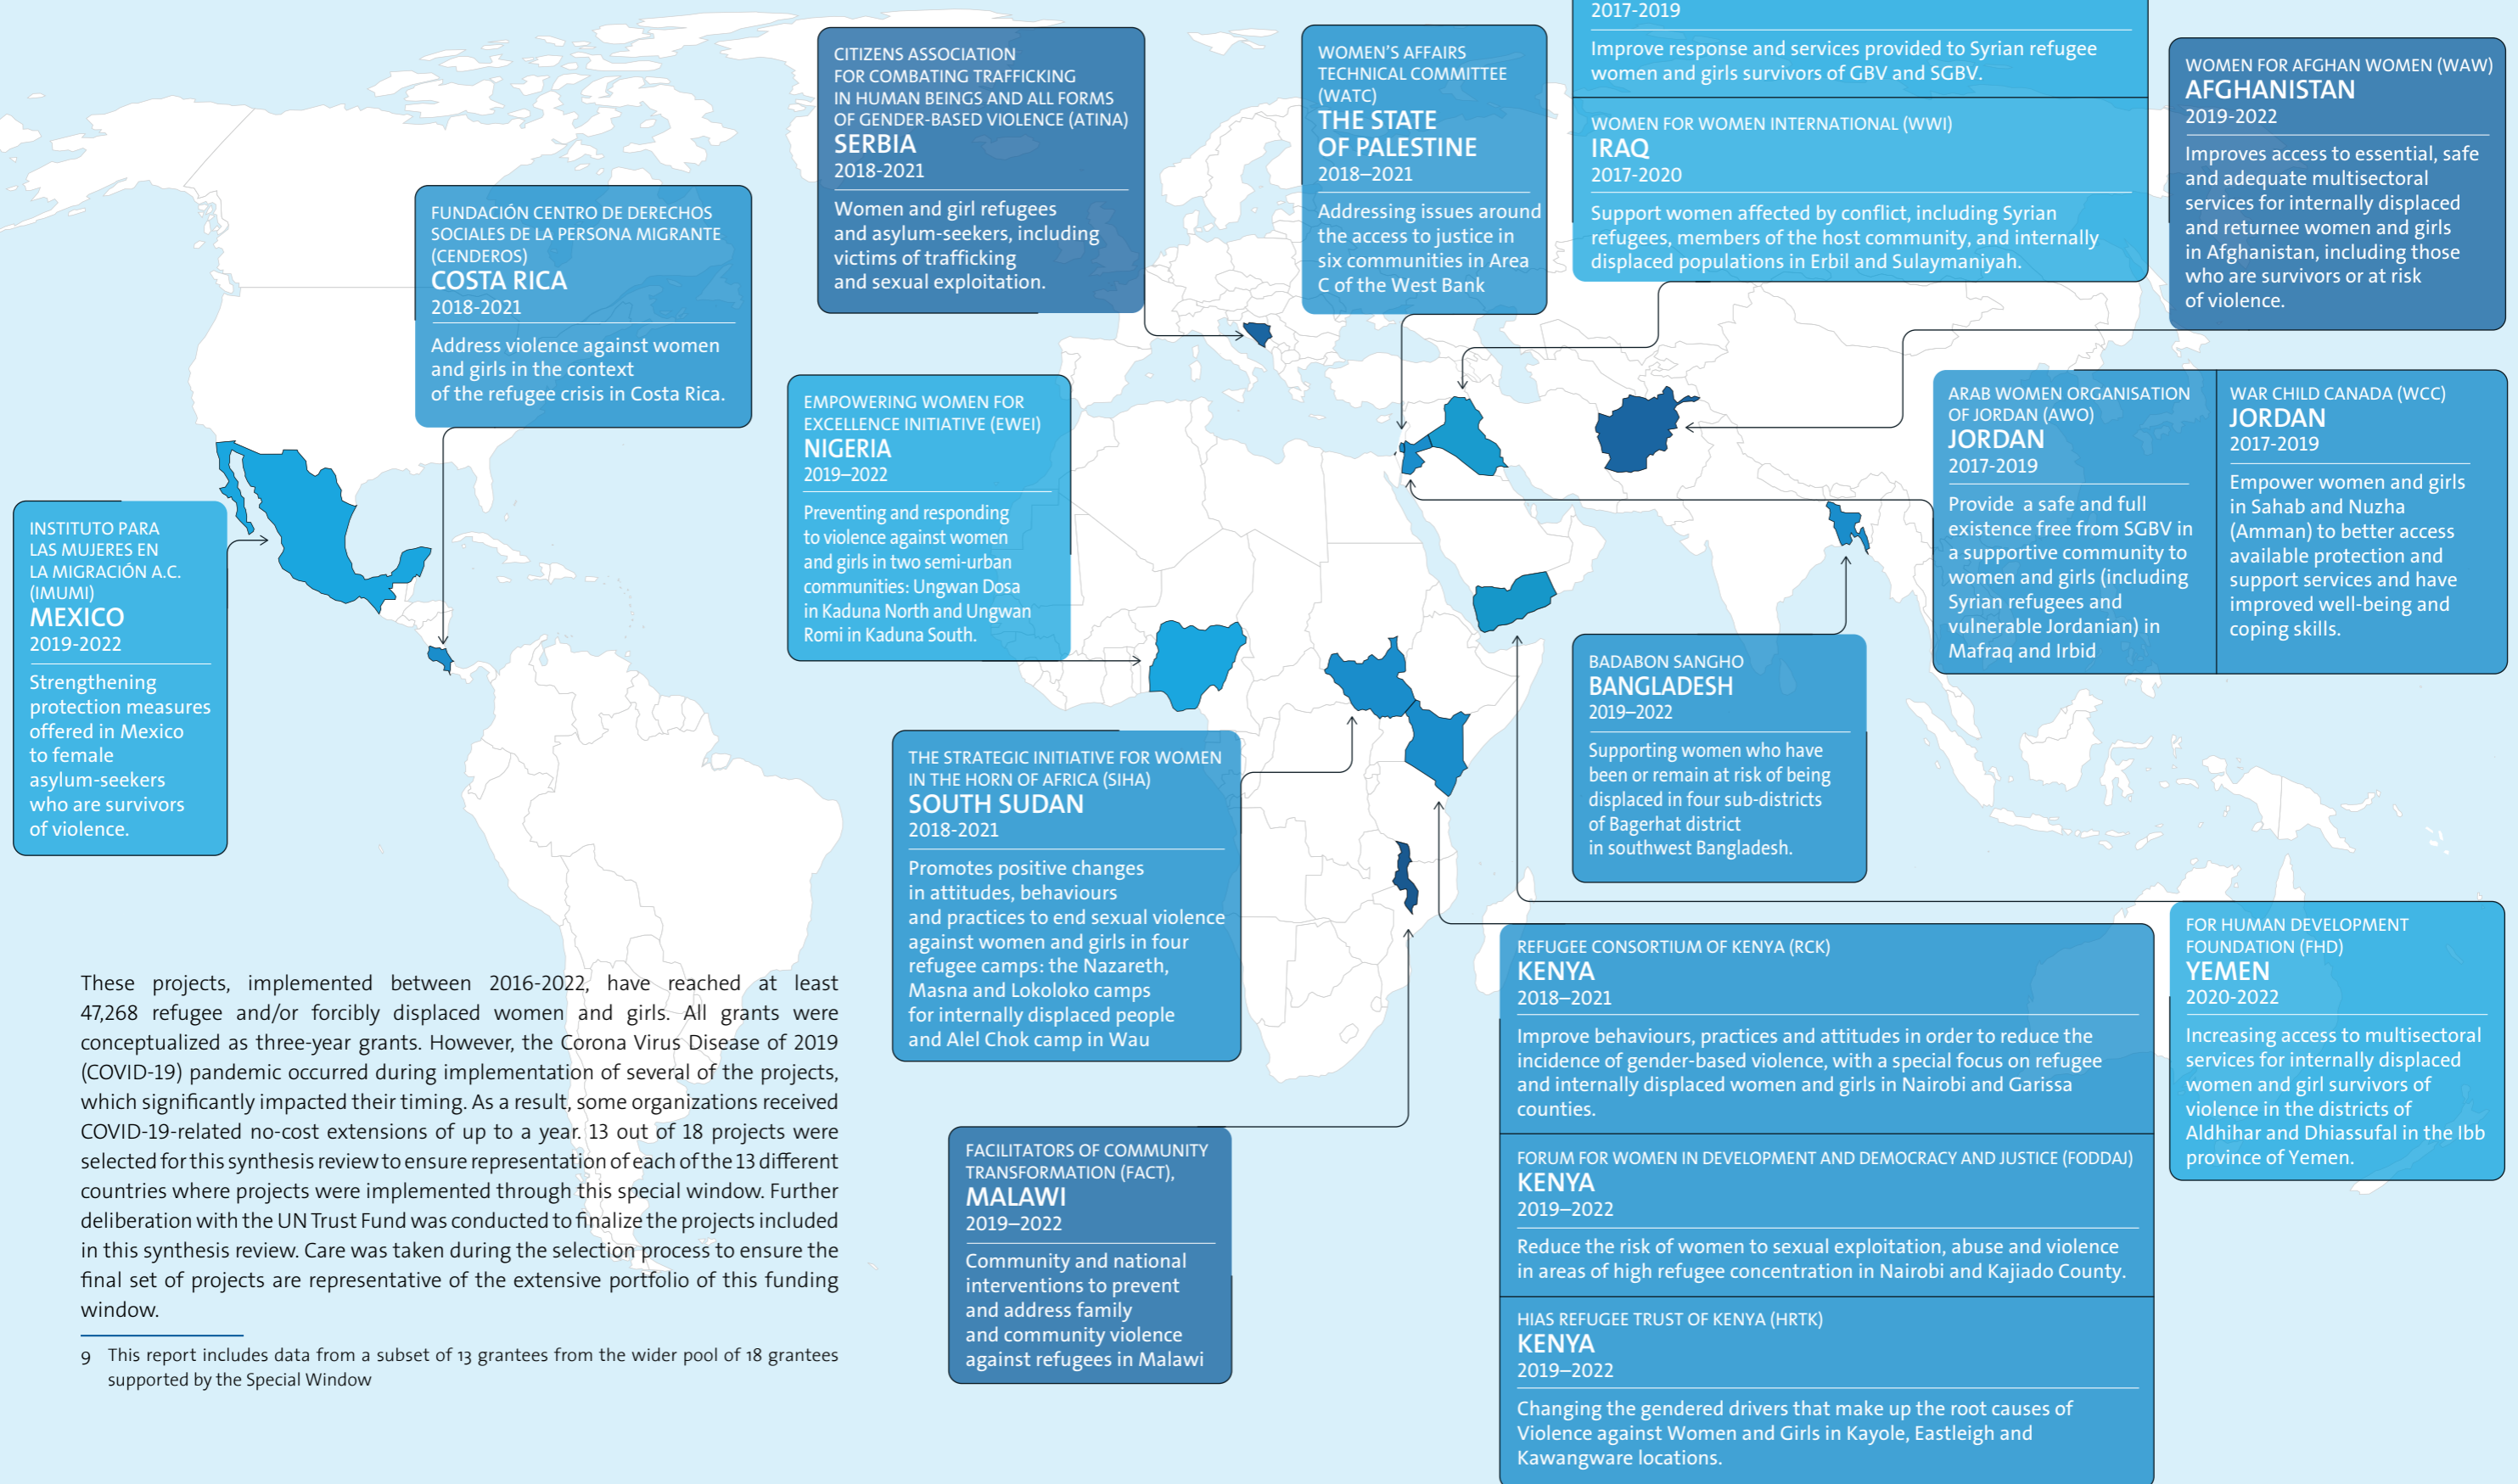 2017-2019
Improve response and services provided to Syrian refugee
women and girls survivors of GBV and SGBV.
WOMEN FOR WOMEN INTERNATIONAL (WWI)
IRAQ
2017-2020
Support women affected by conflict, including Syrian
refugees, members of the host community, and internally
displaced populations in Erbil and Sulaymaniyah.
CITIZENS ASSOCIATION
FOR COMBATING TRAFFICKING
IN HUMAN BEINGS AND ALL FORMS
OF GENDER-BASED VIOLENCE (ATINA)
SERBIA
2018-2021
Women and girl refugees
and asylum-seekers, including
victims of trafficking
and sexual exploitation.
WOMEN'S AFFAIRS
TECHNICAL COMMITTEE
(WATC)
THE STATE
OF PALESTINE
2018–2021
Addressing issues around
the access to justice in
six communities in Area
C of the West Bank
WOMEN FOR AFGHAN WOMEN (WAW)
AFGHANISTAN
2019-2022
Improves access to essential, safe
and adequate multisectoral
services for internally displaced
and returnee women and girls
in Afghanistan, including those
who are survivors or at risk
of violence.
FUNDACIÓN CENTRO DE DERECHOS
SOCIALES DE LA PERSONA MIGRANTE
(CENDEROS)
COSTA RICA
2018-2021
Address violence against women
and girls in the context
of the refugee crisis in Costa Rica.
EMPOWERING WOMEN FOR
EXCELLENCE INITIATIVE (EWEI)
NIGERIA
2019–2022
Preventing and responding
to violence against women
and girls in two semi-urban
communities: Ungwan Dosa
in Kaduna North and Ungwan
Romi in Kaduna South.
ARAB WOMEN ORGANISATION
OF JORDAN (AWO)
JORDAN
2017-2019
Provide a safe and full
existence free from SGBV in
a supportive community to
women and girls (including
Syrian refugees and
vulnerable Jordanian) in
Mafraq and Irbid
WAR CHILD CANADA (WCC)
JORDAN
2017-2019
Empower women and girls
in Sahab and Nuzha
(Amman) to better access
available protection and
support services and have
improved well-being and
coping skills.
INSTITUTO PARA
LAS MUJERES EN
LA MIGRACIÓN A.C.
(IMUMI)
MEXICO
2019-2022
Strengthening
protection measures
offered in Mexico
to female
asylum-seekers
who are survivors
of violence.
BADABON SANGHO
BANGLADESH
2019–2022
Supporting women who have
been or remain at risk of being
displaced in four sub-districts
of Bagerhat district
in southwest Bangladesh.
THE STRATEGIC INITIATIVE FOR WOMEN
IN THE HORN OF AFRICA (SIHA)
SOUTH SUDAN
2018-2021
Promotes positive changes
in attitudes, behaviours
and practices to end sexual violence
against women and girls in four
refugee camps: the Nazareth,
Masna and Lokoloko camps
for internally displaced people
and Alel Chok camp in Wau
FOR HUMAN DEVELOPMENT
FOUNDATION (FHD)
YEMEN
2020-2022
Increasing access to multisectoral
services for internally displaced
women and girl survivors of
violence in the districts of
Aldhihar and Dhiassufal in the Ibb
province of Yemen.
REFUGEE CONSORTIUM OF KENYA (RCK)
KENYA
2018–2021
Improve behaviours, practices and attitudes in order to reduce the
incidence of gender-based violence, with a special focus on refugee
and internally displaced women and girls in Nairobi and Garissa
counties.
FORUM FOR WOMEN IN DEVELOPMENT AND DEMOCRACY AND JUSTICE (FODDAJ)
KENYA
2019–2022
Reduce the risk of women to sexual exploitation, abuse and violence
in areas of high refugee concentration in Nairobi and Kajiado County.
HIAS REFUGEE TRUST OF KENYA (HRTK)
KENYA
2019–2022
Changing the gendered drivers that make up the root causes of
Violence against Women and Girls in Kayole, Eastleigh and
Kawangware locations.
FACILITATORS OF COMMUNITY
TRANSFORMATION (FACT),
MALAWI
2019–2022
Community and national
interventions to prevent
and address family
and community violence
against refugees in Malawi
These projects, implemented between 2016-2022, have reached at least
47,268 refugee and/or forcibly displaced women and girls. All grants were
conceptualized as three-year grants. However, the Corona Virus Disease of 2019
(COVID-19) pandemic occurred during implementation of several of the projects,
which significantly impacted their timing. As a result, some organizations received
COVID-19-related no-cost extensions of up to a year. 13 out of 18 projects were
selected for this synthesis review to ensure representation of each of the 13 different
countries where projects were implemented through this special window. Further
deliberation with the UN Trust Fund was conducted to finalize the projects included
in this synthesis review. Care was taken during the selection process to ensure the
final set of projects are representative of the extensive portfolio of this funding
window.
9 This report includes data from a subset of 13 grantees from the wider pool of 18 grantees
supported by the Special Window